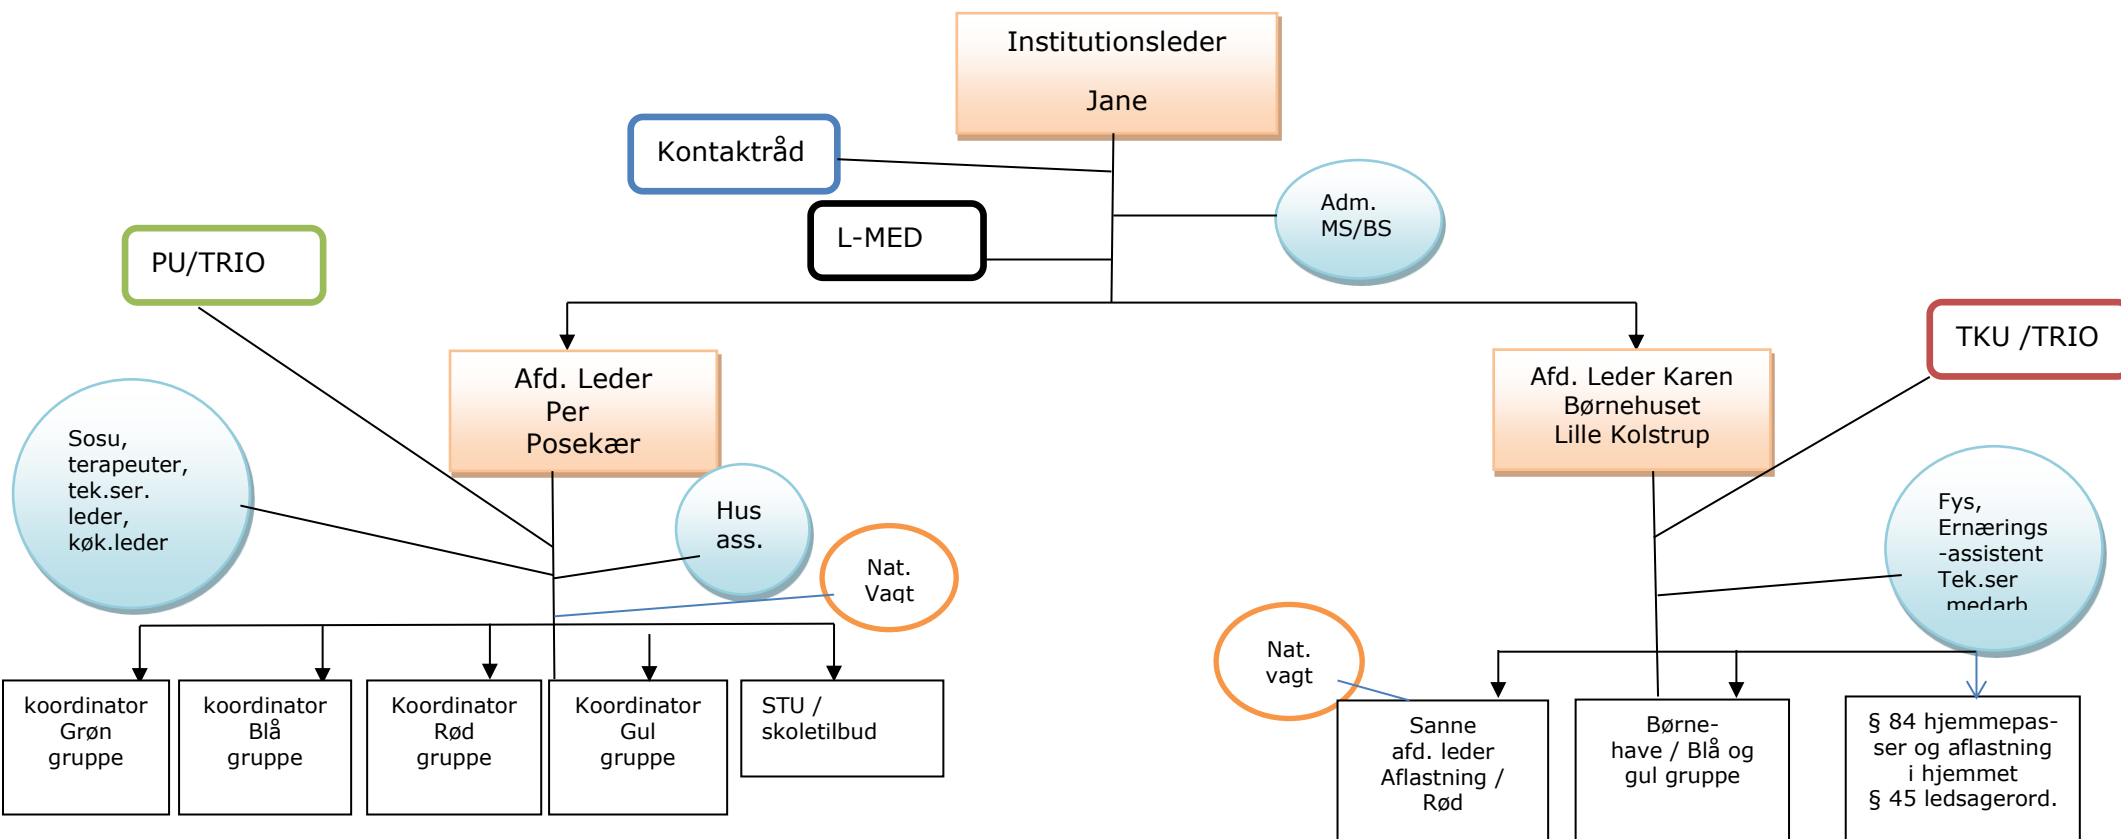 Institutionsleder
Jane
Kontaktråd
Adm.
MS/BS
L-MED
PU/TRIO
TKU /TRIO
Afd. Leder
Per
Posekær
Afd. Leder Karen
Børnehuset
Lille Kolstrup
Sosu,
terapeuter,
tek.ser.
leder,
køk.leder
Hus
ass.
Nat.
Vagt
Fys,
Ernærings
-assistent
Tek.ser
medarb
Nat.
vagt
koordinator
Grøn
gruppe
koordinator
Blå
gruppe
Koordinator
Rød
gruppe
Koordinator
Gul
gruppe
STU /
skoletilbud
Sanne
afd. leder
Aflastning /
Rød
Børne-
have / Blå og
gul gruppe
§ 84 hjemmepas-
ser og aflastning
i hjemmet
§ 45 ledsagerord.